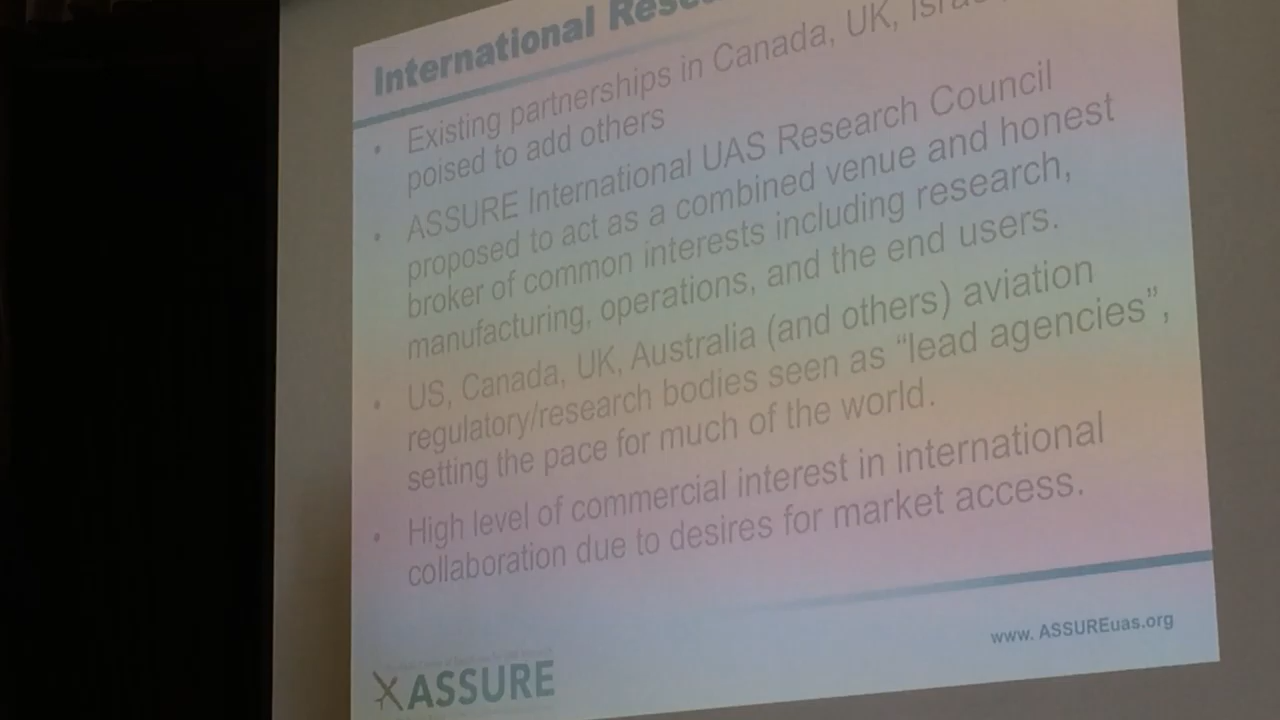 International
Existing partnerships in Canada, UK,
poised to add others
ASSURE International UAS Research Council
proposed to act as a combined venue and honest
broker of common interests including research,
manufacturing, operations, and the end users.
US, Canada, UK, Australia (and others) aviation
regulatory/research bodies seen as “lead agencies”,
setting the pace for much of the world.
High level of commercial interest in international
collaboration due to desires for market access.
www. ASSUREuas.org
ASSURE